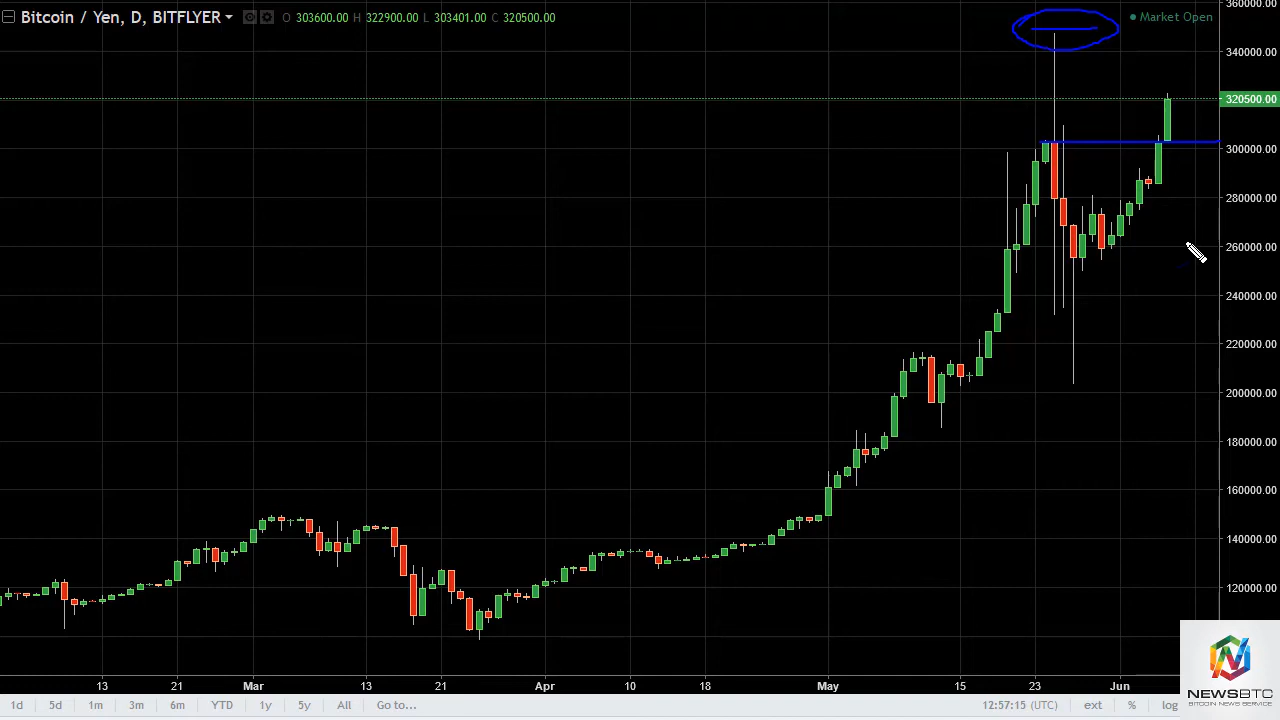 Bitcoin / Yen, D, BITFLYER O 303600.00 H 322900.00 L 303401.00 C 320500.00
Market Open
360000.00
340000.00
320500.00
300000.00
280000.00
260000.00
240000.00
220000.00
200000.00
180000.00
160000.00
140000.00
120000.00
13 21 Mar 13 21 Apr 10 18 May 15 23 Jun
1d 5d 1m 3m 6m YTD 1y 5y All Go to... 12:57:15 (UTC) ext % log
NEWSBTC
BITCOIN NEWS SERVICE